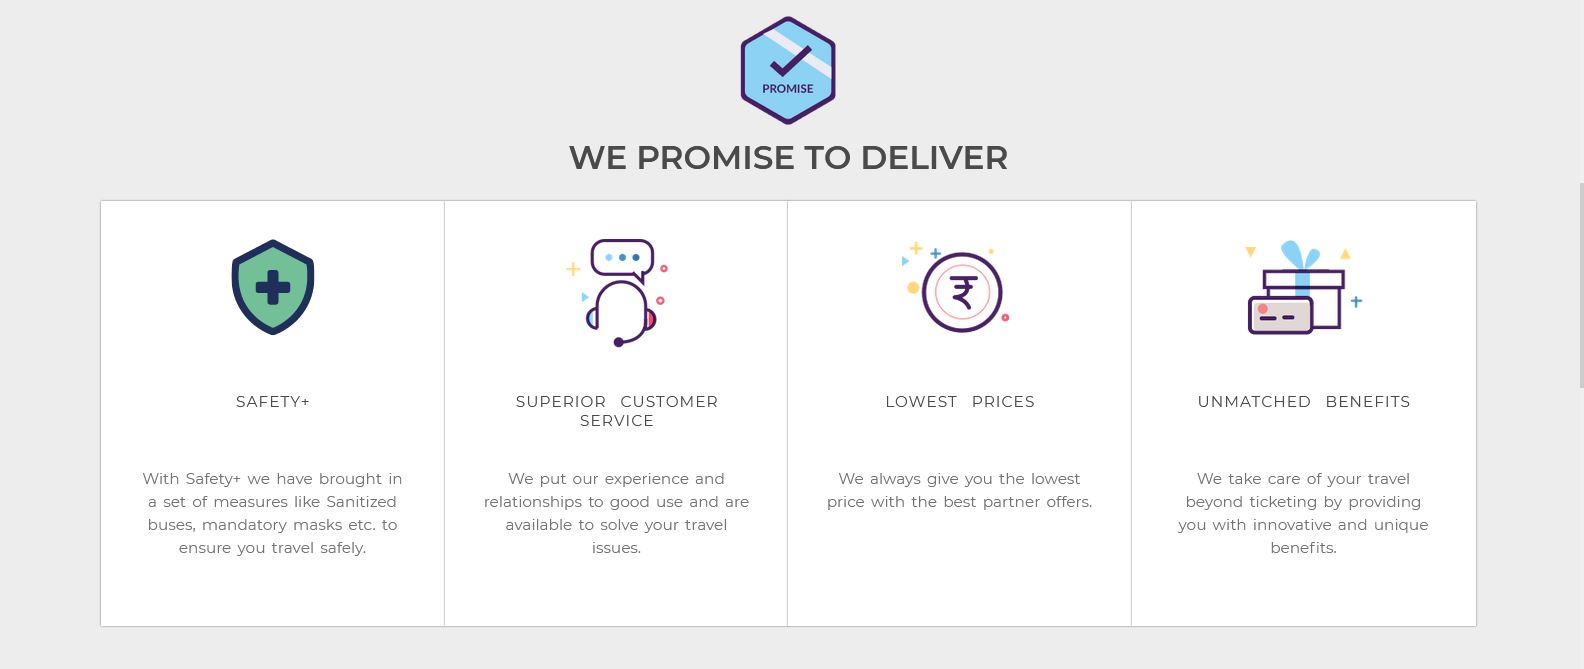 PROMISE
WE PROMISE TO DELIVER
SAFETY+
With Safety+ we have brought in
a set of measures like Sanitized
buses, mandatory masks etc. to
ensure you travel safely.
SUPERIOR CUSTOMER
SERVICE
We put our experience and
relationships to good use and are
available to solve your travel
issues.
₹
LOWEST PRICES
We always give you the lowest
price with the best partner offers.
UNMATCHED BENEFITS
We take care of your travel
beyond ticketing by providing
you with innovative and unique
benefits.